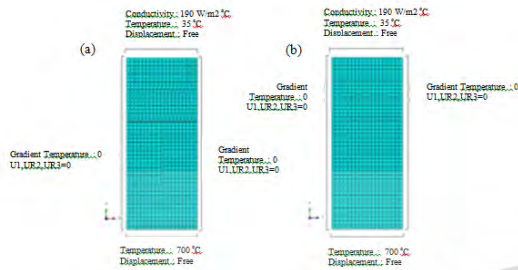 Conductivity.: 190 W/m2 °C
Temperature.: 35 °C
Displacement.: Free
(a)
Gradient Temperature.: 0
U1,UR2,UR3=0
Gradient
Temperature.: 0
U1,UR2,UR3=0
Temperature.: 700 °C
Displacement.: Free
Conductivity.: 190 W/m2 °C
Temperature.: 35 °C
Displacement.: Free
(b)
Gradient
Temperature.: 0
U1,UR2,UR3=0
Gradient Temperature.: 0
U1,UR2,UR3=0
Temperature.: 700 °C
Displacement.: Free